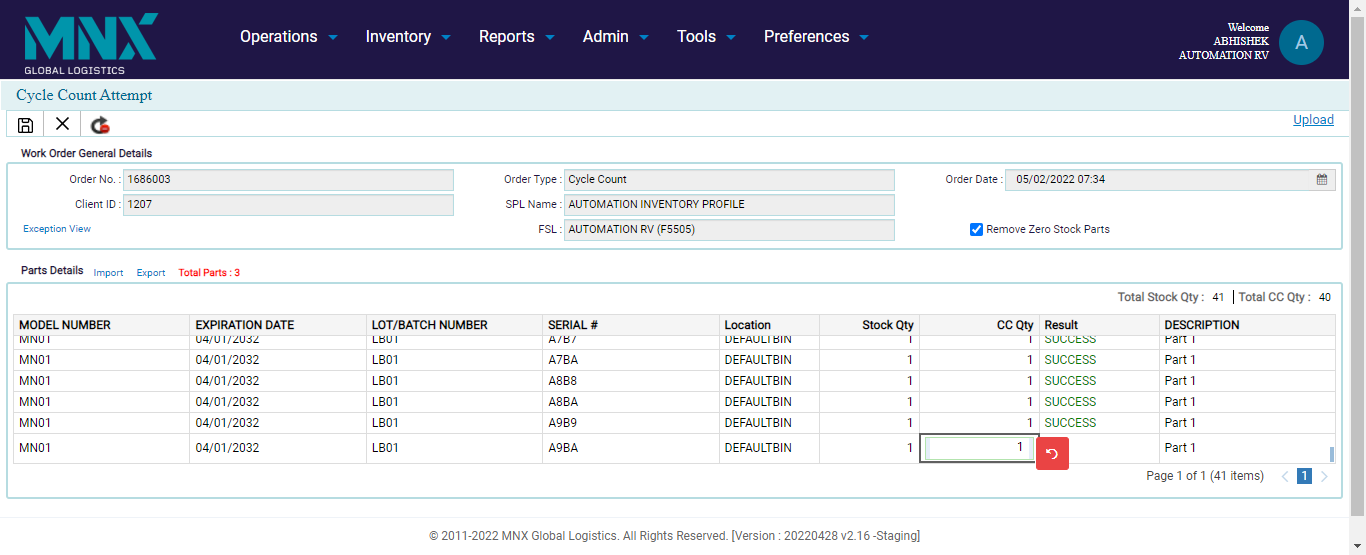 MNX
GLOBAL LOGISTICS
Operations Inventory Reports Admin Tools Preferences
Welcome
ABHISHEK
AUTOMATION RV
A
Cycle Count Attempt
Upload
Work Order General Details
Order No. : 1686003 Order Type : Cycle Count Order Date : 05/02/2022 07:34
Client ID : 1207 SPL Name : AUTOMATION INVENTORY PROFILE
Exception View FSL : AUTOMATION RV (F5505) Remove Zero Stock Parts
Parts Details Import Export Total Parts : 3
Total Stock Qty : 41 Total CC Qty : 40
MODEL NUMBER EXPIRATION DATE LOT/BATCH NUMBER SERIAL # Location Stock Qty CC Qty Result DESCRIPTION
MN01 04/01/2032 LB01 A7B7 DEFAULTBIN 1 1 SUCCESS Part 1
MN01 04/01/2032 LB01 A7BA DEFAULTBIN 1 1 SUCCESS Part 1
MN01 04/01/2032 LB01 A8B8 DEFAULTBIN 1 1 SUCCESS Part 1
MN01 04/01/2032 LB01 A8BA DEFAULTBIN 1 1 SUCCESS Part 1
MN01 04/01/2032 LB01 A9B9 DEFAULTBIN 1 1 SUCCESS Part 1
MN01 04/01/2032 LB01 A9BA DEFAULTBIN 1 1 Part 1
Page 1 of 1 (41 items) 1
© 2011-2022 MNX Global Logistics. All Rights Reserved. [Version : 20220428 v2.16 -Staging]